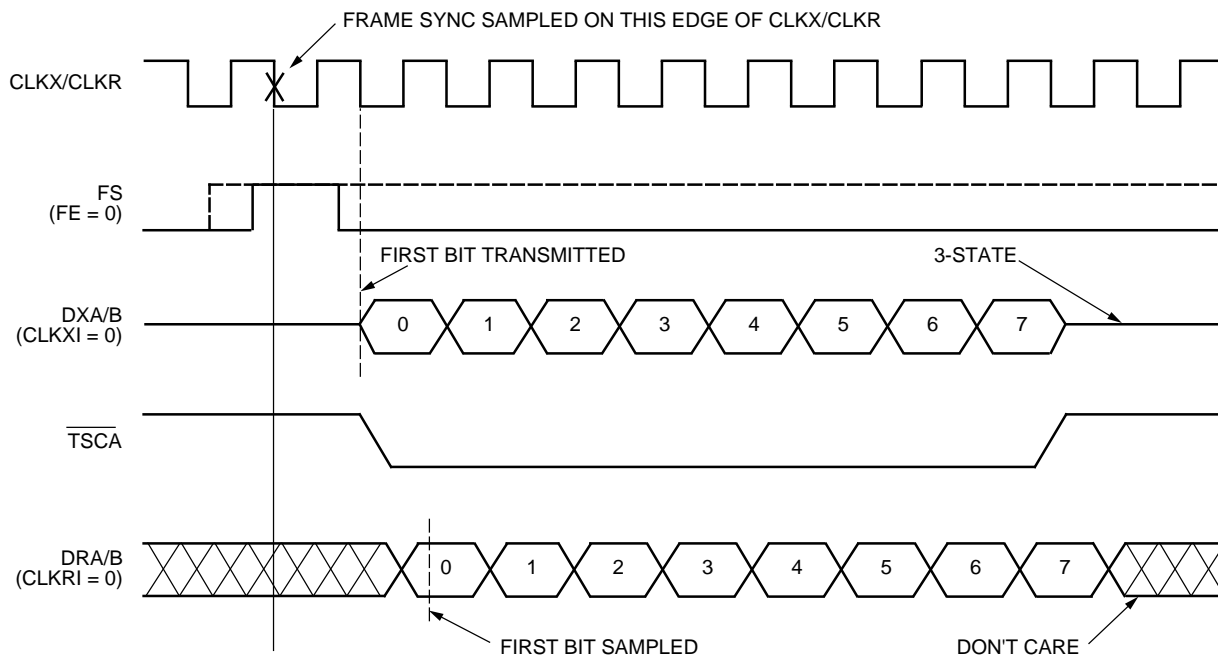 FRAME SYNC SAMPLED ON THIS EDGE OF CLKX/CLKR
CLKX/CLKR
FS
(FE = 0)
FIRST BIT TRANSMITTED
3-STATE
DXA/B
(CLKXI = 0)
0 1 2 3 4 5 6 7
TSCA
DRA/B
(CLKRI = 0)
0 1 2 3 4 5 6 7
FIRST BIT SAMPLED
DON'T CARE